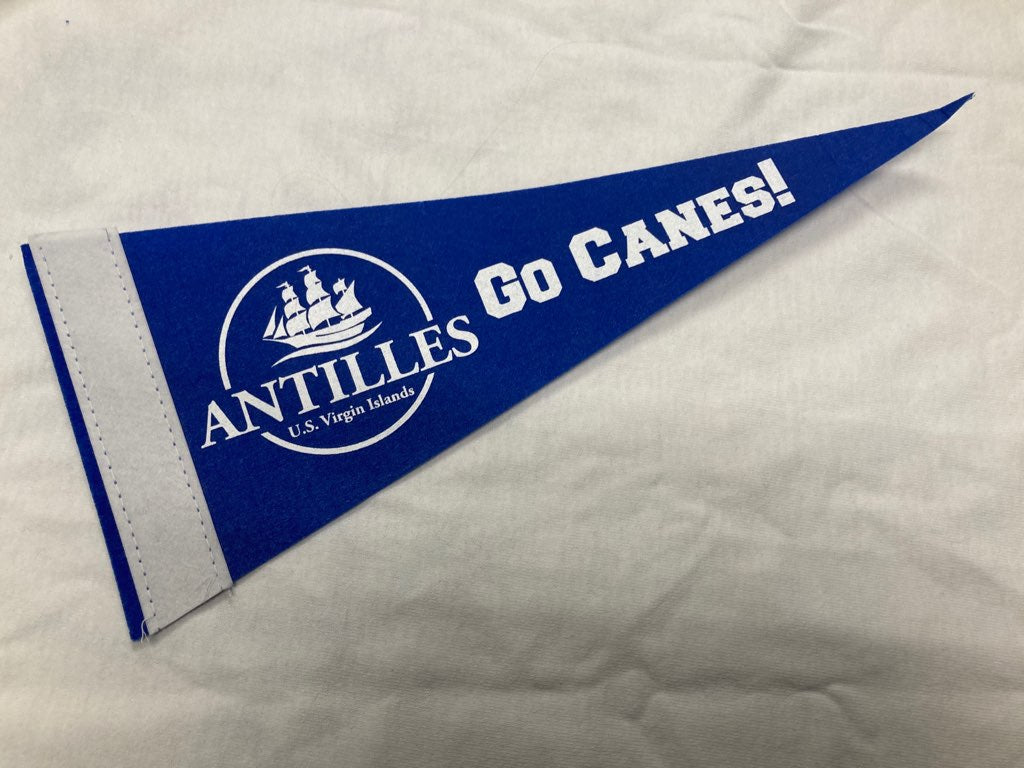 ANTILLES
U.S. Virgin Islands
GO CANES!